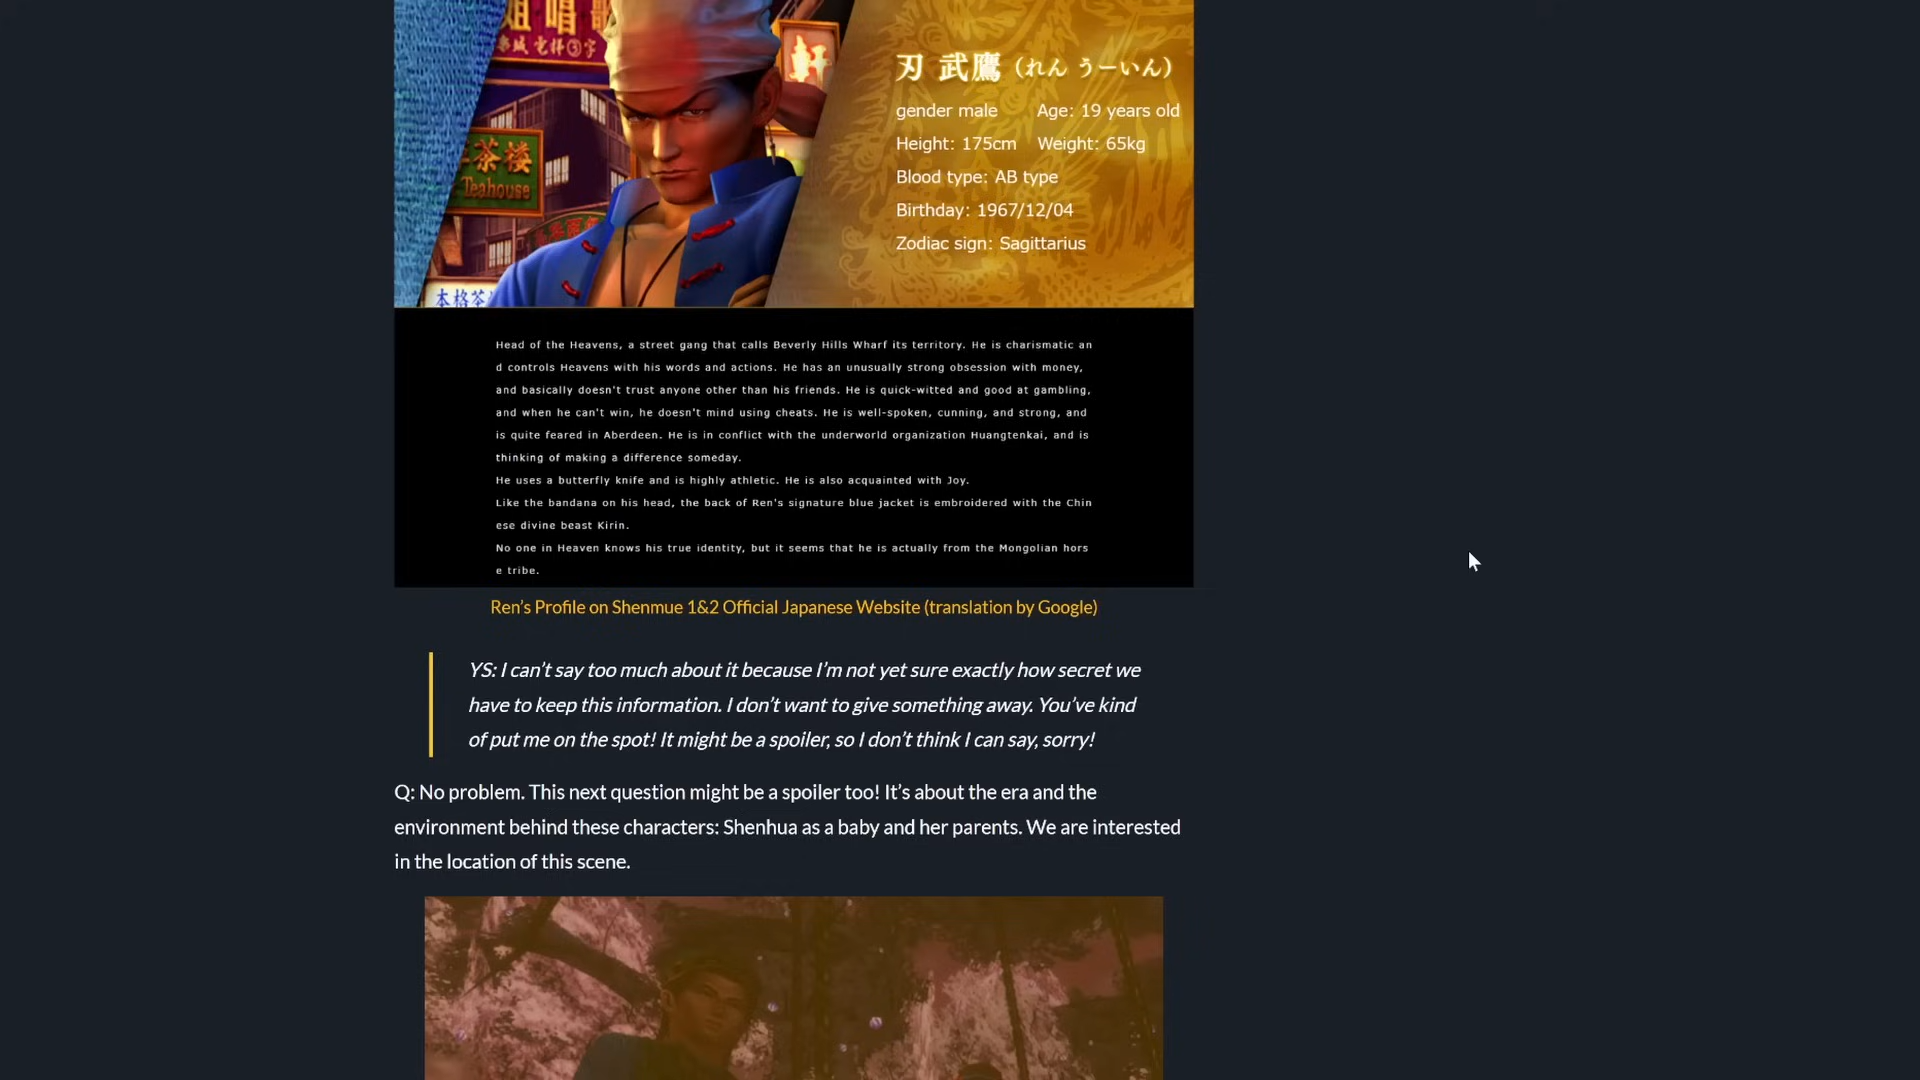 姐唱
電梯③字
軒
茶楼
Teahouse
本格茶
刃 武鷹 （れん うーいん）
gender male Age: 19 years old
Height: 175cm Weight: 65kg
Blood type: AB type
Birthday: 1967/12/04
Zodiac sign: Sagittarius
Head of the Heavens, a street gang that calls Beverly Hills Wharf its territory. He is charismatic an
d controls Heavens with his words and actions. He has an unusually strong obsession with money,
and basically doesn't trust anyone other than his friends. He is quick-witted and good at gambling,
and when he can't win, he doesn't mind using cheats. He is well-spoken, cunning, and strong, and
is quite feared in Aberdeen. He is in conflict with the underworld organization Huangtenkai, and is
thinking of making a difference someday.
He uses a butterfly knife and is highly athletic. He is also acquainted with Joy.
Like the bandana on his head, the back of Ren's signature blue jacket is embroidered with the Chin
ese divine beast Kirin.
No one in Heaven knows his true identity, but it seems that he is actually from the Mongolian hors
e tribe.
Ren’s Profile on Shenmue 1&2 Official Japanese Website (translation by Google)
YS: I can’t say too much about it because I’m not yet sure exactly how secret we
have to keep this information. I don’t want to give something away. You’ve kind
of put me on the spot! It might be a spoiler, so I don’t think I can say, sorry!
Q: No problem. This next question might be a spoiler too! It’s about the era and the
environment behind these characters: Shenhua as a baby and her parents. We are interested
in the location of this scene.